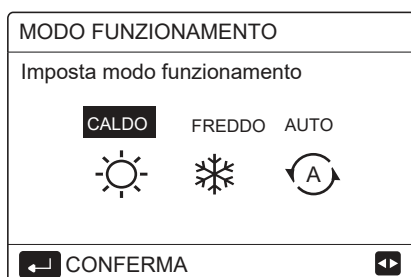 MODO FUNZIONAMENTO
Imposta modo funzionamento
CALDO FREDDO AUTO
A
CONFERMA